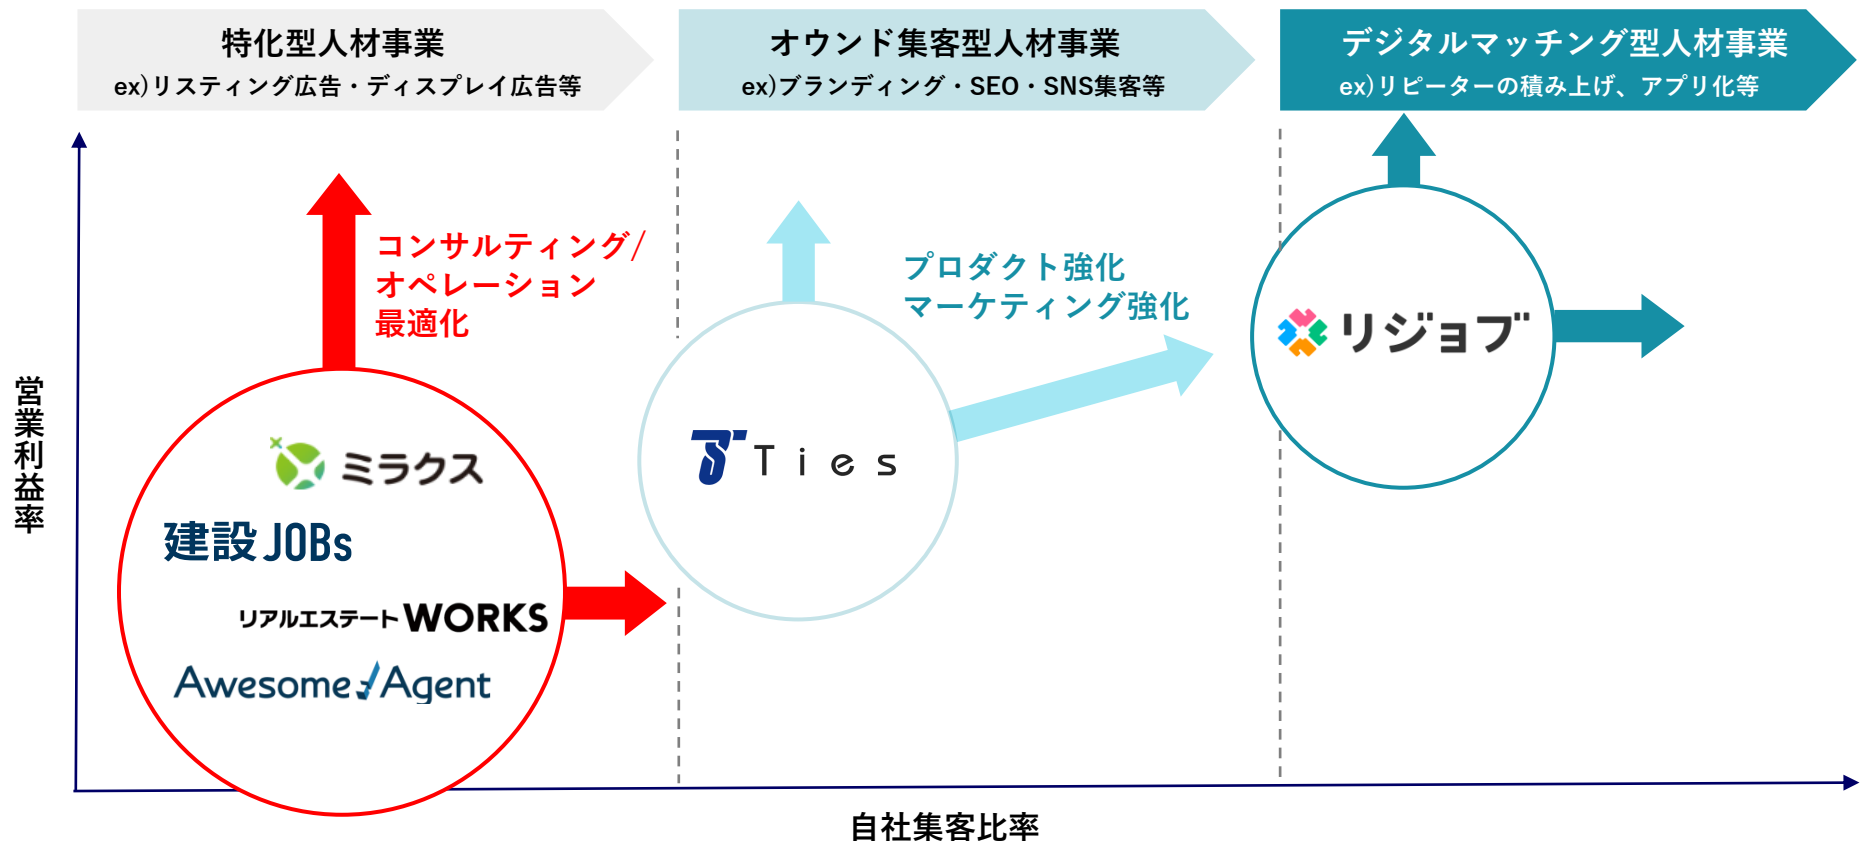 特化型人材事業
ex)リスティング広告・ディスプレイ広告等
オウンド集客型人材事業
ex)ブランディング・SEO・SNS集客等
デジタルマッチング型人材事業
ex)リピーターの積み上げ、アプリ化等
コンサルティング/
オペレーション
最適化
プロダクト強化
マーケティング強化
リジョブ
営業利益率
ミラクス
建設JOBs
リアルエステートWORKS
Awesome Agent
Ties
自社集客比率